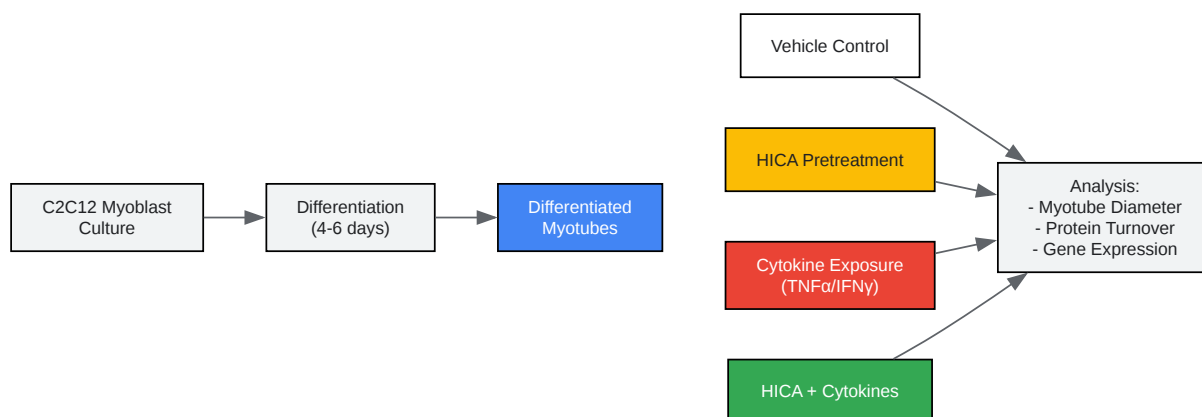 C2C12 Myoblast
Culture
Differentiation
(4-6 days)
Differentiated
Myotubes
Vehicle Control
HICA Pretreatment
Cytokine Exposure
(TNFα/IFNγ)
HICA + Cytokines
Analysis:
- Myotube Diameter
- Protein Turnover
- Gene Expression